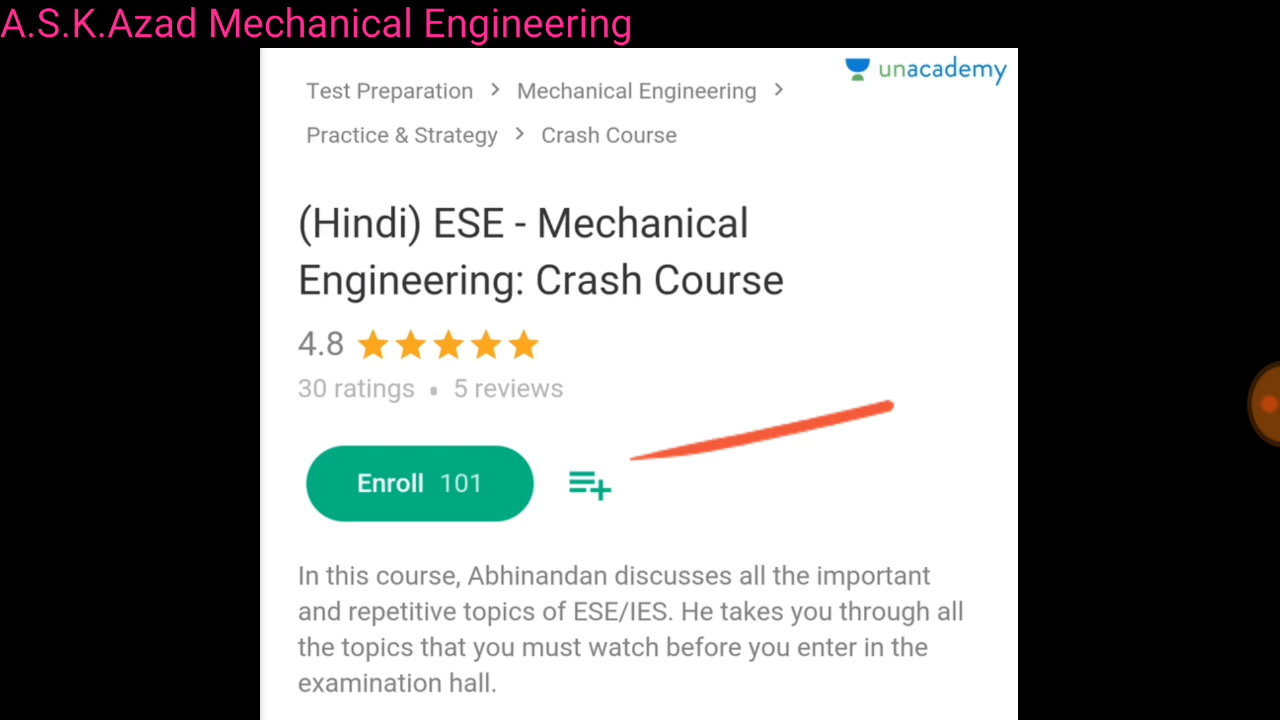 A.S.K.Azad Mechanical Engineering
unacademy
Test Preparation > Mechanical Engineering >
Practice & Strategy > Crash Course
(Hindi) ESE - Mechanical
Engineering: Crash Course
4.8
30 ratings • 5 reviews
Enroll 101
In this course, Abhinandan discusses all the important
and repetitive topics of ESE/IES. He takes you through all
the topics that you must watch before you enter in the
examination hall.